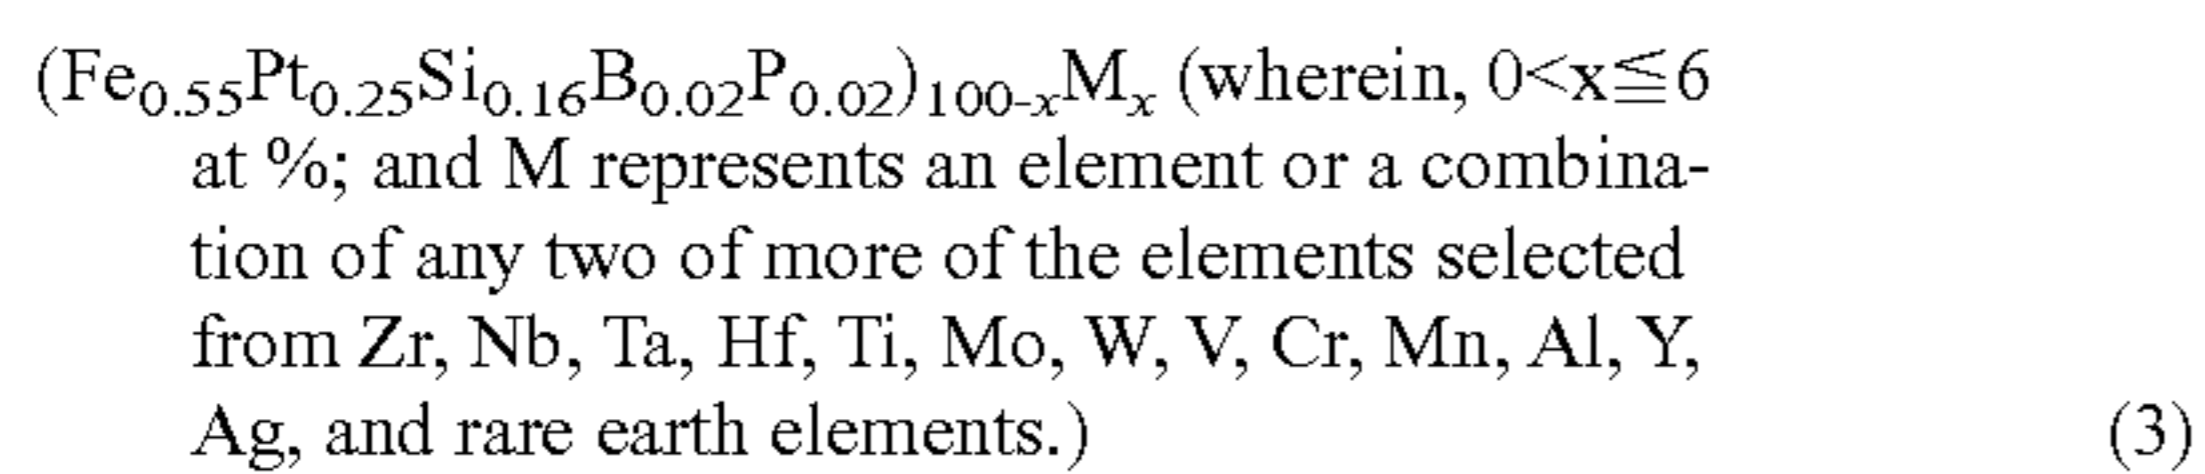 (Fe0.55Pt0.25Si0.16B0.02P0.02)100-xMx (wherein, 0<x≦6
at %; and M represents an element or a combina-
tion of any two of more of the elements selected
from Zr, Nb, Ta, Hf, Ti, Mo, W, V, Cr, Mn, Al, Y,
Ag, and rare earth elements.) (3)